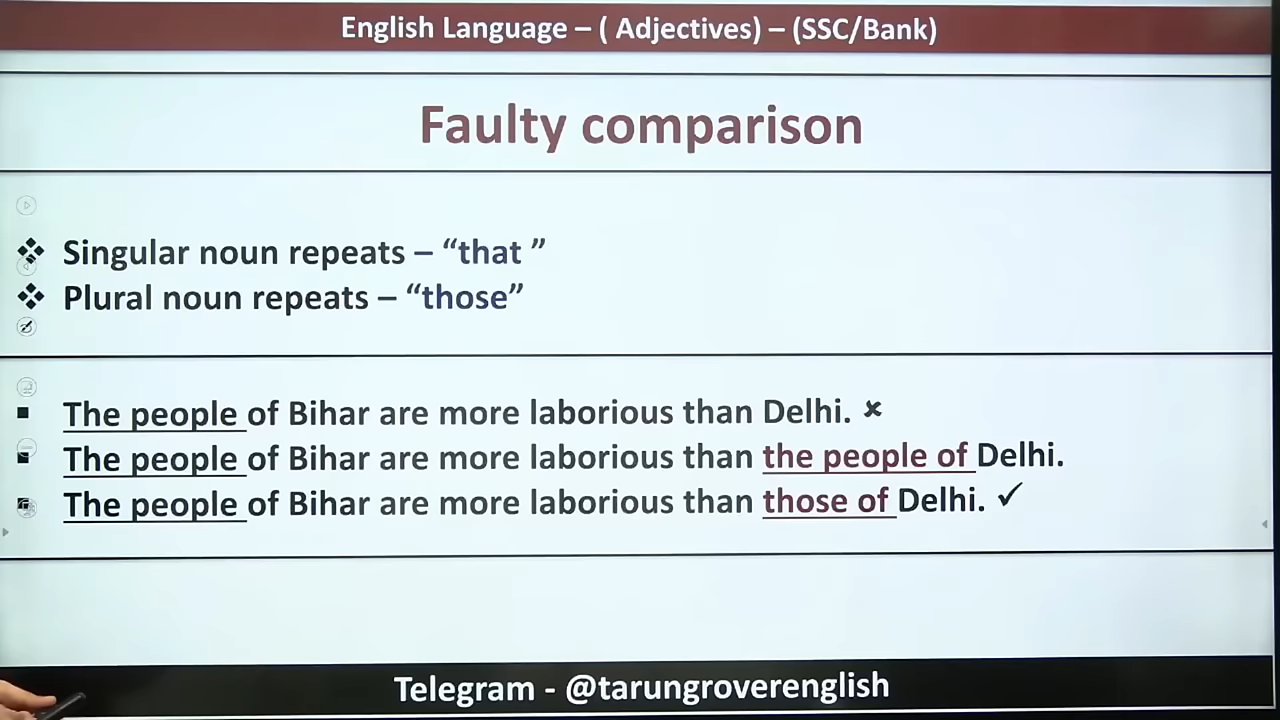 English Language – ( Adjectives) – (SSC/Bank)
Faulty comparison
❖ Singular noun repeats – “that ”
❖ Plural noun repeats – “those”
▪ The people of Bihar are more laborious than Delhi. ✘
▪ The people of Bihar are more laborious than the people of Delhi.
▪ The people of Bihar are more laborious than those of Delhi. ✓
Telegram - @tarungroverenglish